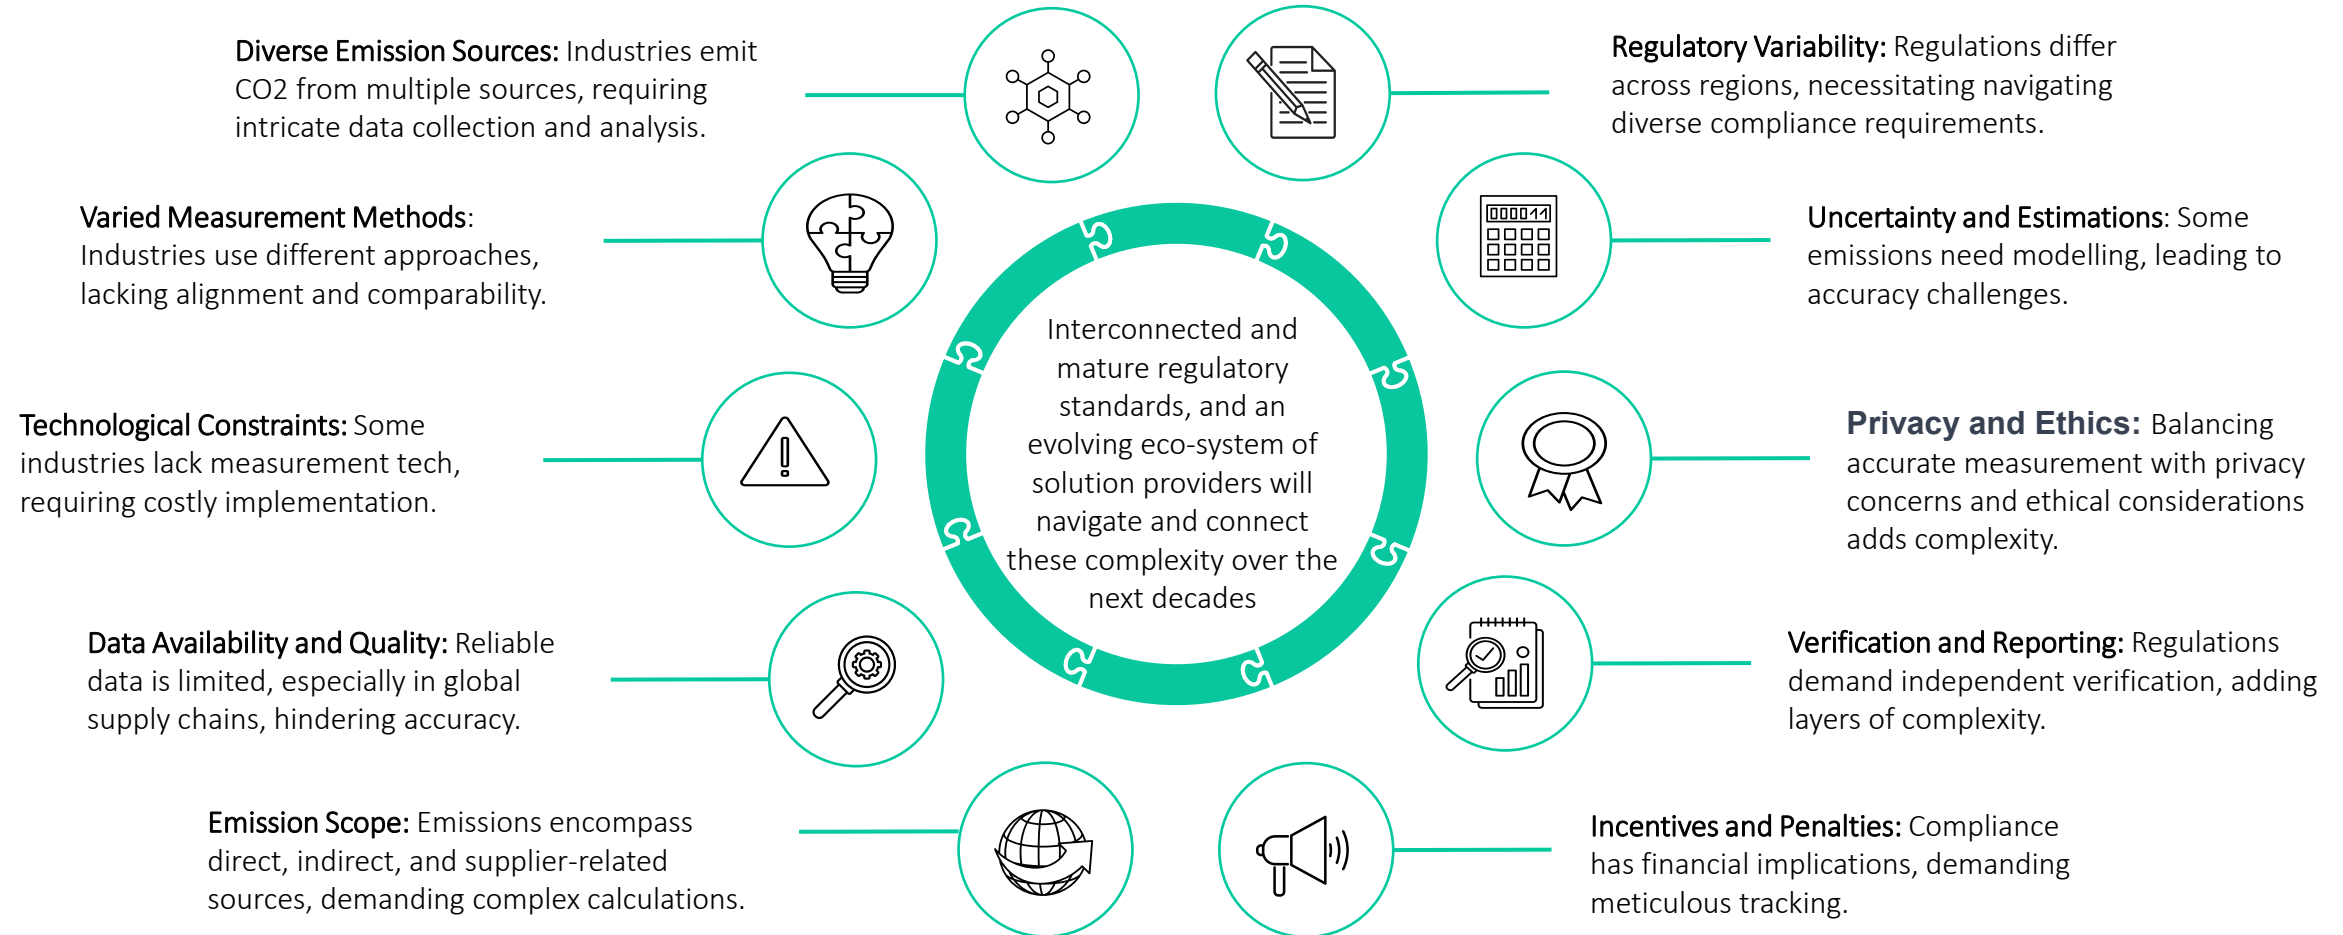 Diverse Emission Sources: Industries emit
CO2 from multiple sources, requiring
intricate data collection and analysis.
Varied Measurement Methods:
Industries use different approaches,
lacking alignment and comparability.
Technological Constraints: Some
industries lack measurement tech,
requiring costly implementation.
Data Availability and Quality: Reliable
data is limited, especially in global
supply chains, hindering accuracy.
Emission Scope: Emissions encompass
direct, indirect, and supplier-related
sources, demanding complex calculations.
Interconnected and
mature regulatory
standards, and an
evolving eco-system of
solution providers will
navigate and connect
these complexity over the
next decades
Regulatory Variability: Regulations differ
across regions, necessitating navigating
diverse compliance requirements.
000011
Uncertainty and Estimations: Some
emissions need modelling, leading to
accuracy challenges.
Privacy and Ethics: Balancing
accurate measurement with privacy
concerns and ethical considerations
adds complexity.
Verification and Reporting: Regulations
demand independent verification, adding
layers of complexity.
Incentives and Penalties: Compliance
has financial implications, demanding
meticulous tracking.